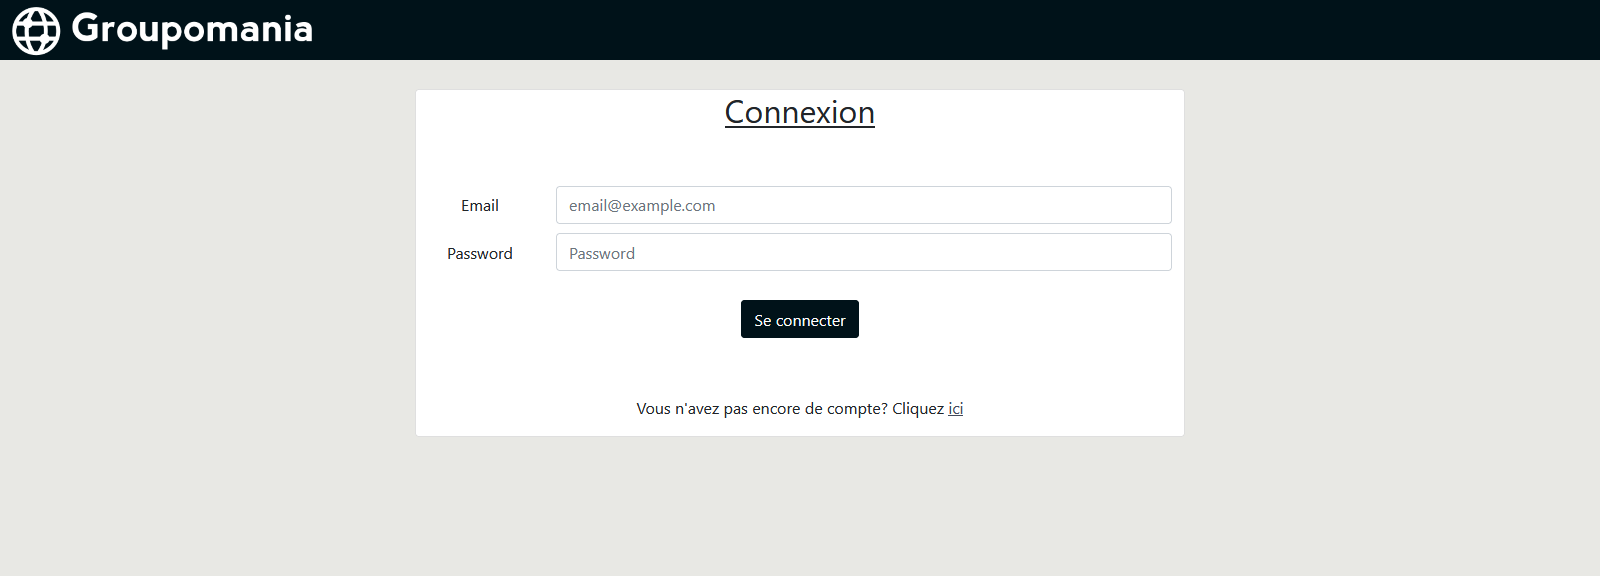 Groupomania
Connexion
Email
email@example.com
Password
Password
Se connecter
Vous n'avez pas encore de compte? Cliquez ici